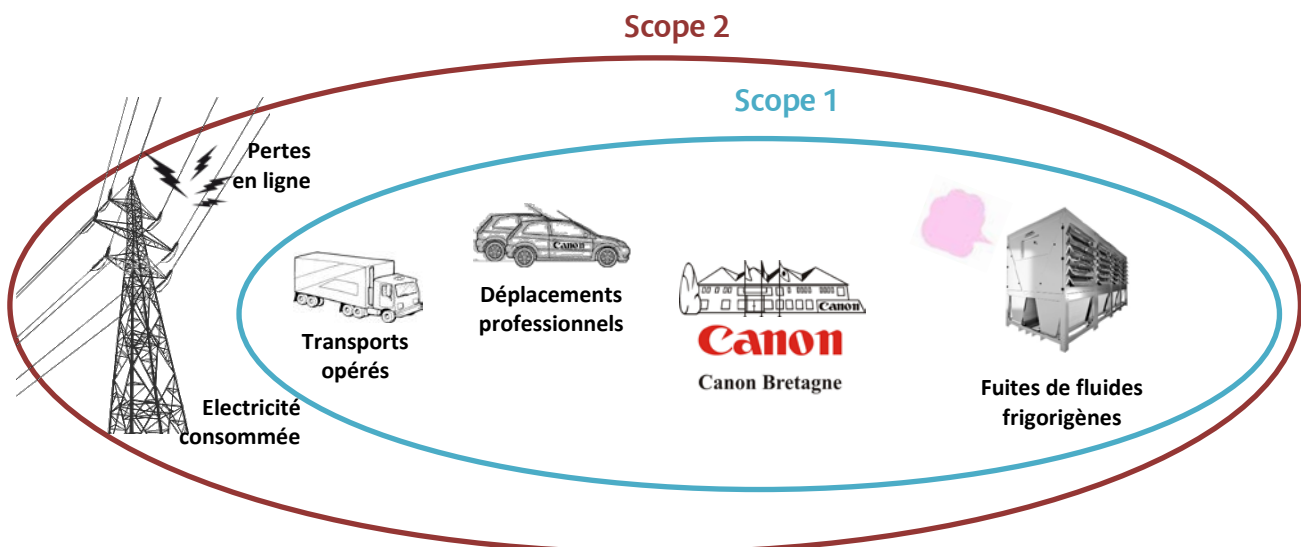 Scope 2
Scope 1
Pertes
en ligne
Canon
Déplacements
professionnels
Transports
opérés
Canon
Canon
Canon Bretagne
Fuites de fluides
frigorigènes
Electricité
consommée